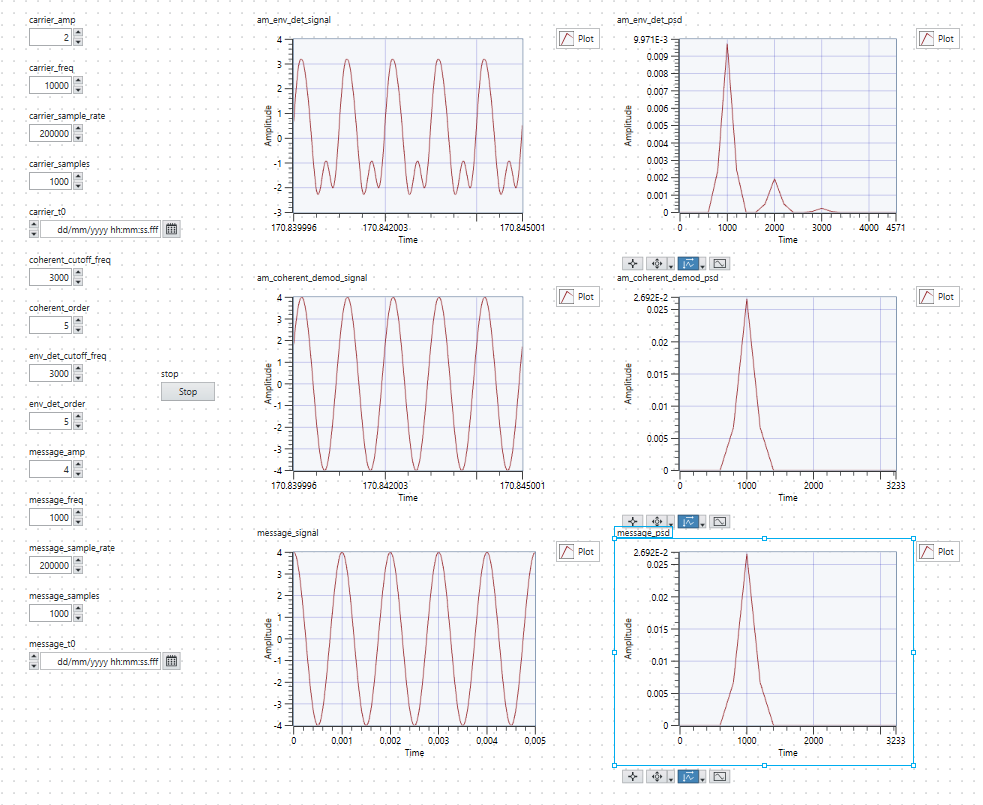 carrier_amp
2
carrier_freq
10000
carrier_sample_rate
200000
carrier_samples
1000
carrier_t0
dd/mm/yyyy hh:mm:ss.fff
coherent_cutoff_freq
3000
coherent_order
5
env_det_cutoff_freq
3000
env_det_order
5
message_amp
4
message_freq
1000
message_sample_rate
200000
message_samples
1000
message_t0
dd/mm/yyyy hh:mm:ss.fff
stop
Stop
am_env_det_signal
Plot
Amplitude
4
3
2
1
0
-1
-2
-3
170.839996 170.842003 170.845001
Time
am_env_det_psd
Plot
Amplitude
9.971E-3
0.009
0.008
0.007
0.006
0.005
0.004
0.003
0.002
0.001
0
0 1000 2000 3000 4000 4571
Time
am_coherent_demod_signal
Plot
Amplitude
4
3
2
1
0
-1
-2
-3
-4
170.839996 170.842003 170.845001
Time
am_coherent_demod_psd
Plot
Amplitude
2.692E-2
0.025
0.02
0.015
0.01
0.005
0
0 1000 2000 3233
Time
message_signal
Plot
Amplitude
4
3
2
1
0
-1
-2
-3
-4
0 0.001 0.002 0.003 0.004 0.005
Time
message_psd
Plot
Amplitude
2.692E-2
0.025
0.02
0.015
0.01
0.005
0
0 1000 2000 3233
Time